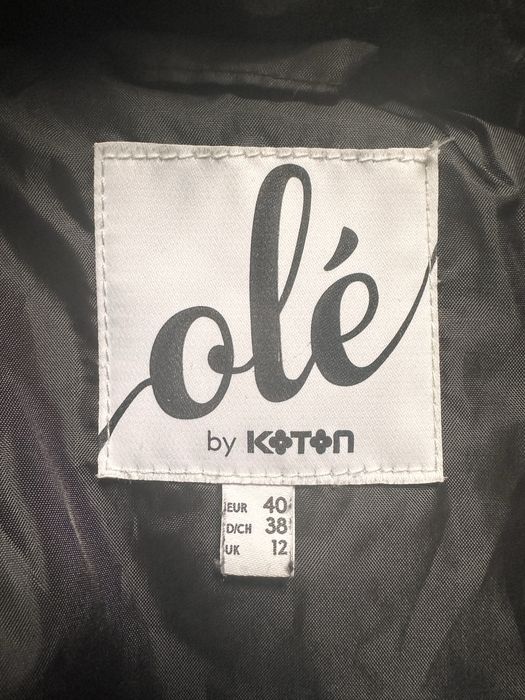 olé
by KOTON
EUR 40
D/CH 38
UK 12